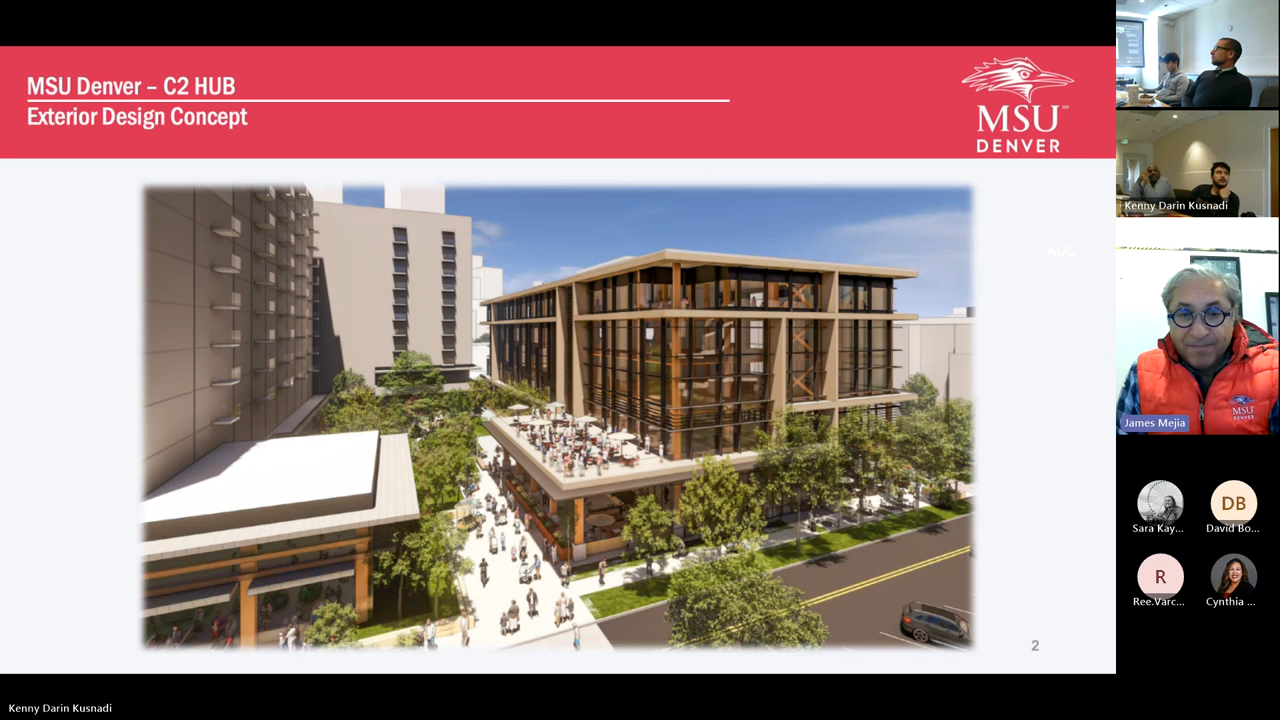 MSU Denver – C2 HUB
Exterior Design Concept
MSU
DENVER
AUG
2
Kenny Darin Kusnadi
MSU
DENVER
James Mejia
Sara Kay...
DB
David Bo...
R
Ree.Varc...
Cynthia ...
Kenny Darin Kusnadi